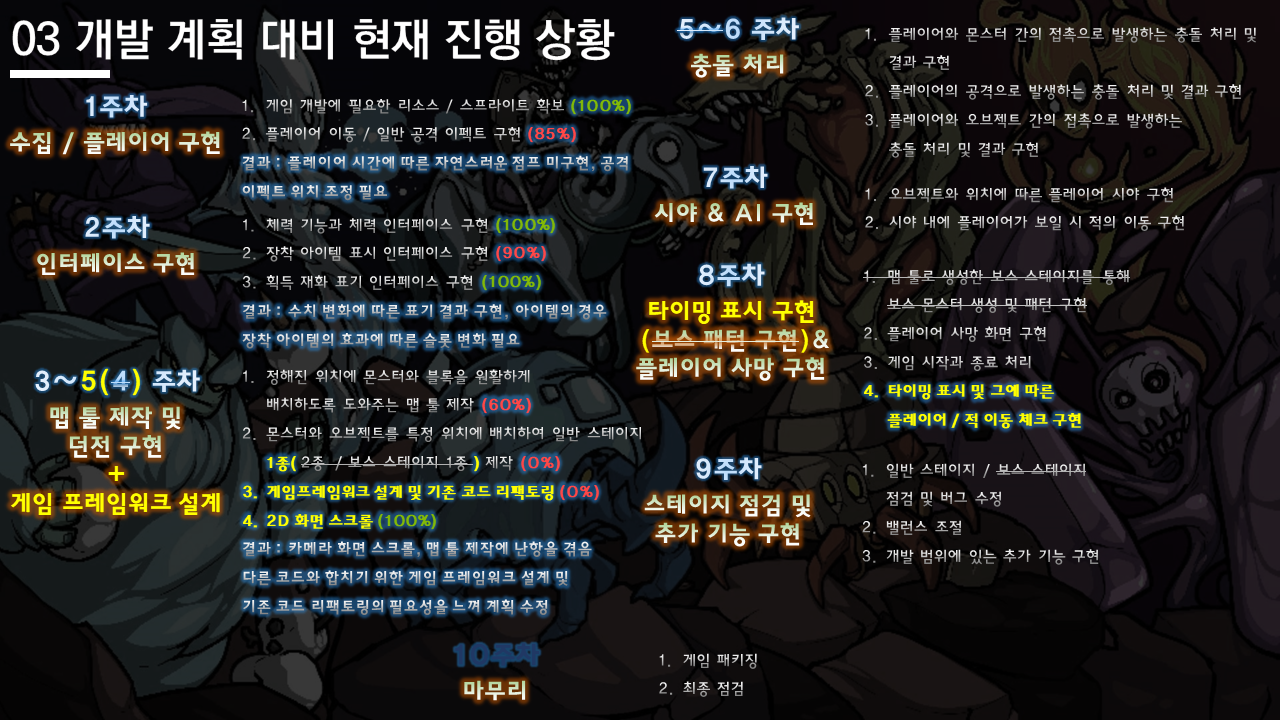 03 개발 계획 대비 현재 진행 상황
1주차
수집 / 플레이어 구현
1. 게임 개발에 필요한 리소스 / 스프라이트 확보 (100%)
2. 플레이어 이동 / 일반 공격 이펙트 구현 (85%)
결과 : 플레이어 시간에 따른 자연스러운 점프 미구현, 공격
이펙트 위치 조정 필요
2주차
인터페이스 구현
1. 체력 기능과 체력 인터페이스 구현 (100%)
2. 장착 아이템 표시 인터페이스 구현 (90%)
3. 획득 재화 표기 인터페이스 구현 (100%)
결과 : 수치 변화에 따른 표기 결과 구현, 아이템의 경우
장착 아이템의 효과에 따른 슬롯 변화 필요
3~5(4) 주차
맵 툴 제작 및
던전 구현
+
게임 프레임워크 설계
1. 정해진 위치에 몬스터와 블록을 원활하게
배치하도록 도와주는 맵 툴 제작 (60%)
2. 몬스터와 오브젝트를 특정 위치에 배치하여 일반 스테이지
1종( 2종 / 보스 스테이지 1종 ) 제작 (0%)
3. 게임프레임워크 설계 및 기존 코드 리팩토링 (0%)
4. 2D 화면 스크롤 (100%)
결과 : 카메라 화면 스크롤, 맵 툴 제작에 난항을 겪음
다른 코드와 합치기 위한 게임 프레임워크 설계 및
기존 코드 리팩토링의 필요성을 느껴 계획 수정
5~6 주차
충돌 처리
1. 플레이어와 몬스터 간의 접촉으로 발생하는 충돌 처리 및
결과 구현
2. 플레이어의 공격으로 발생하는 충돌 처리 및 결과 구현
3. 플레이어와 오브젝트 간의 접촉으로 발생하는
충돌 처리 및 결과 구현
7주차
시야 & AI 구현
1. 오브젝트와 위치에 따른 플레이어 시야 구현
2. 시야 내에 플레이어가 보일 시 적의 이동 구현
8주차
타이밍 표시 구현
(보스 패턴 구현)&
플레이어 사망 구현
1. 맵 툴로 생성한 보스 스테이지를 통해
보스 몬스터 생성 및 패턴 구현
2. 플레이어 사망 화면 구현
3. 게임 시작과 종료 처리
4. 타이밍 표시 및 그에 따른
플레이어 / 적 이동 체크 구현
9주차
스테이지 점검 및
추가 기능 구현
1. 일반 스테이지 / 보스 스테이지
점검 및 버그 수정
2. 밸런스 조절
3. 개발 범위에 있는 추가 기능 구현
10주차
마무리
1. 게임 패키징
2. 최종 점검